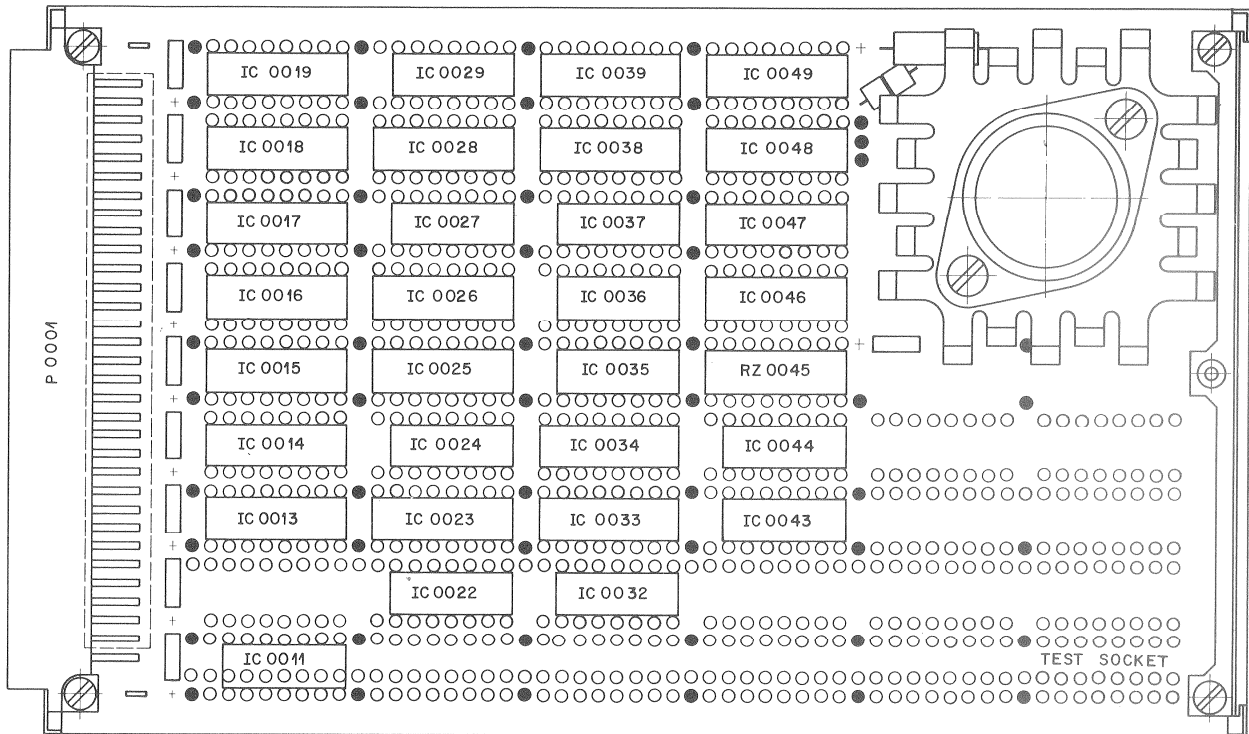 IC 0019 IC 0029 IC 0039 IC 0049
IC 0018 IC 0028 IC 0038 IC 0048
IC 0017 IC 0027 IC 0037 IC 0047
IC 0016 IC 0026 IC 0036 IC 0046
P 0001
IC 0015 IC 0025 IC 0035 RZ 0045
IC 0014 IC 0024 IC 0034 IC 0044
IC 0013 IC 0023 IC 0033 IC 0043
IC 0022 IC 0032
IC 0011
TEST SOCKET